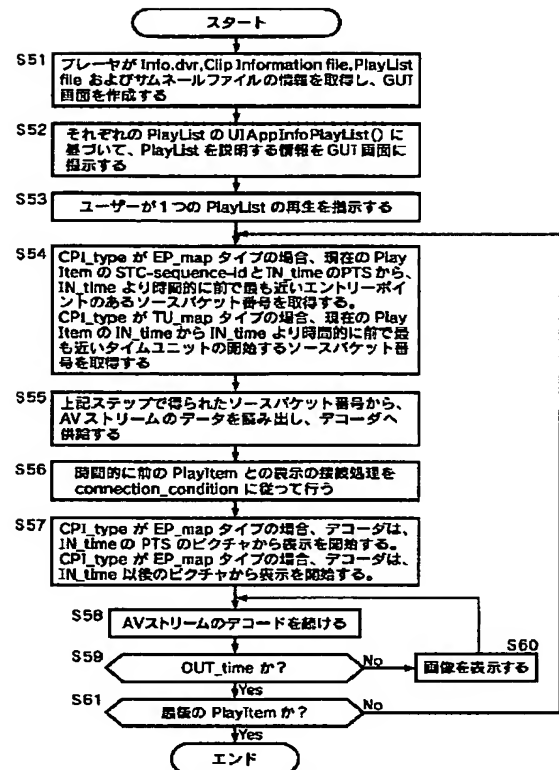 スタート
S51
プレーヤが Info.dvr,Clip Information file,PlayList
file およびサムネールファイルの情報を取得し、GUT
画面を作成する
S52
それぞれの PlayList の UIAppInfoPlayList() に
基づいて、PlayList を説明する情報を GUT 画面に
提示する
S53
ユーザーが1つの PlayList の再生を指示する
S54
CPI_type が EP_map タイプの場合、現在の Play
Item の STC-sequence-id と IN_time のPTS から、
IN_time より時間的に前で最も近いエントリーポイ
ントのあるソースパケット番号を取得する。
CPI_type が TU_map タイプの場合、現在の Play
Item の IN_time から IN_time より時間的に前で最
も近いタイムユニットの開始するソースパケット番
号を取得する
S55
上記ステップで得られたソースパケット番号から、
AVストリームのデータを読み出し、デコーダへ
供給する
S56
時間的に前の PlayItem との表示の接続処理を
connection_condition に従って行う
S57
CPI_type が EP_map タイプの場合、デコーダは、
IN_time の PTS のピクチャから表示を開始する。
CPI_type が EP_map タイプの場合、デコーダは、
IN_time 以後のピクチャから表示を開始する。
S58
AVストリームのデコードを続ける
S59
OUT_time か?
No
S60
画像を表示する
Yes
S61
最後の PlayItem か?
No
Yes
エンド